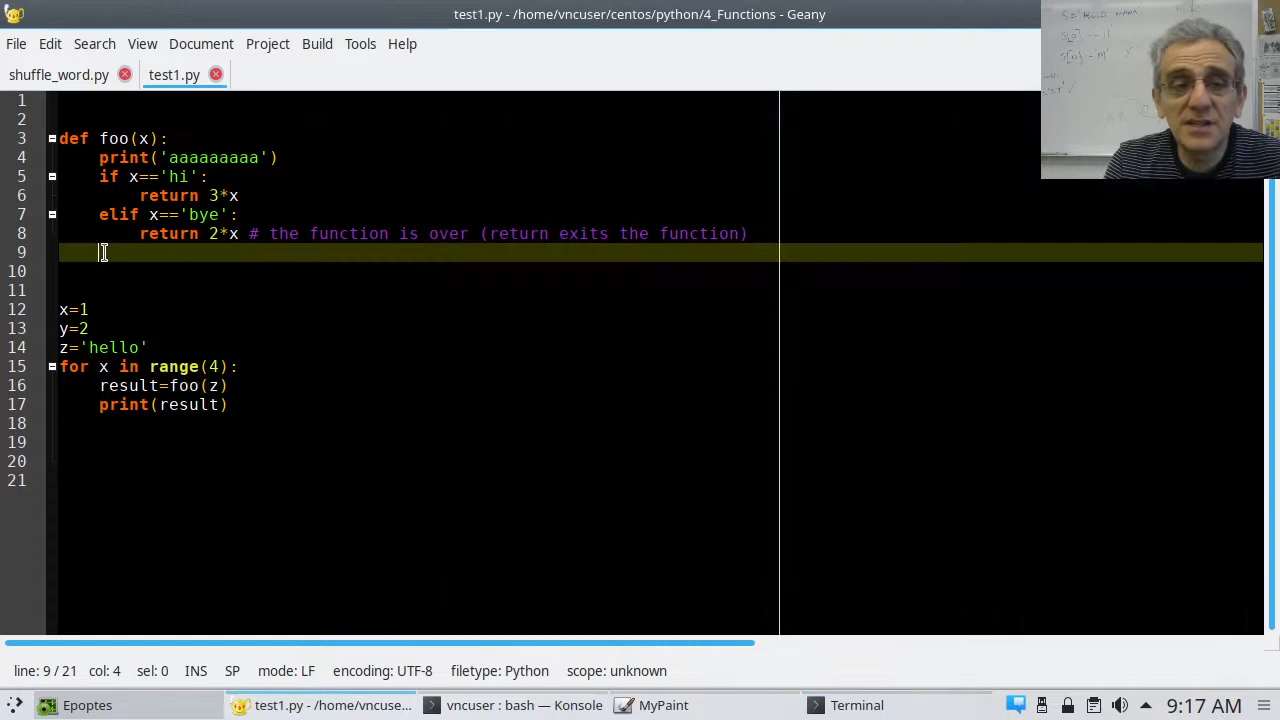 test1.py - /home/vncuser/centos/python/4_Functions - Geany
File Edit Search View Document Project Build Tools Help
shuffle_word.py test1.py
1
2
3 def foo(x):
4     print('aaaaaaaaa')
5     if x=='hi':
6         return 3*x
7     elif x=='bye':
8         return 2*x # the function is over (return exits the function)
9
10
11
12 x=1
13 y=2
14 z='hello'
15 for x in range(4):
16     result=foo(z)
17     print(result)
18
19
20
21
line: 9 / 21 col: 4 sel: 0 INS SP mode: LF encoding: UTF-8 filetype: Python scope: unknown
Epoptes test1.py - /home/vncuse... vncuser : bash — Konsole MyPaint Terminal 9:17 AM